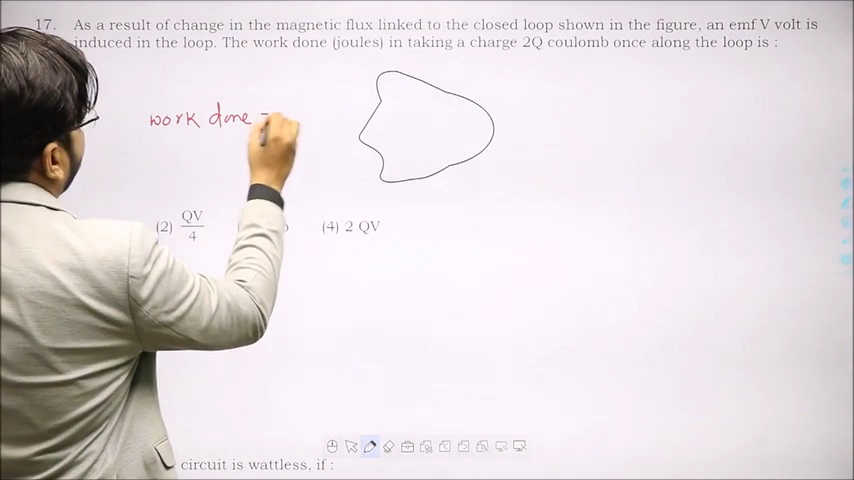 17. As a result of change in the magnetic flux linked to the closed loop shown in the figure, an emf V volt is
induced in the loop. The work done (joules) in taking a charge 2Q coulomb once along the loop is :
work done =
(2) QV/4 (4) 2 QV
circuit is wattless, if :